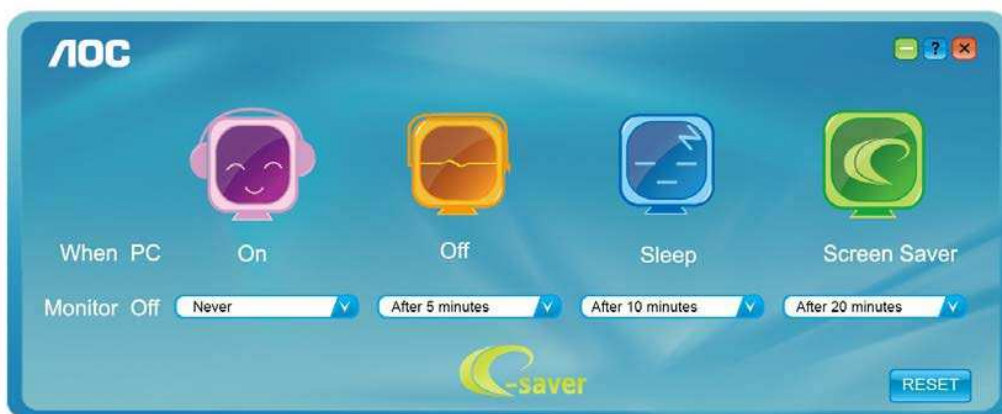 AOC
?
When PC On Off Sleep Screen Saver
Monitor Off Never After 5 minutes After 10 minutes After 20 minutes
e-saver
RESET